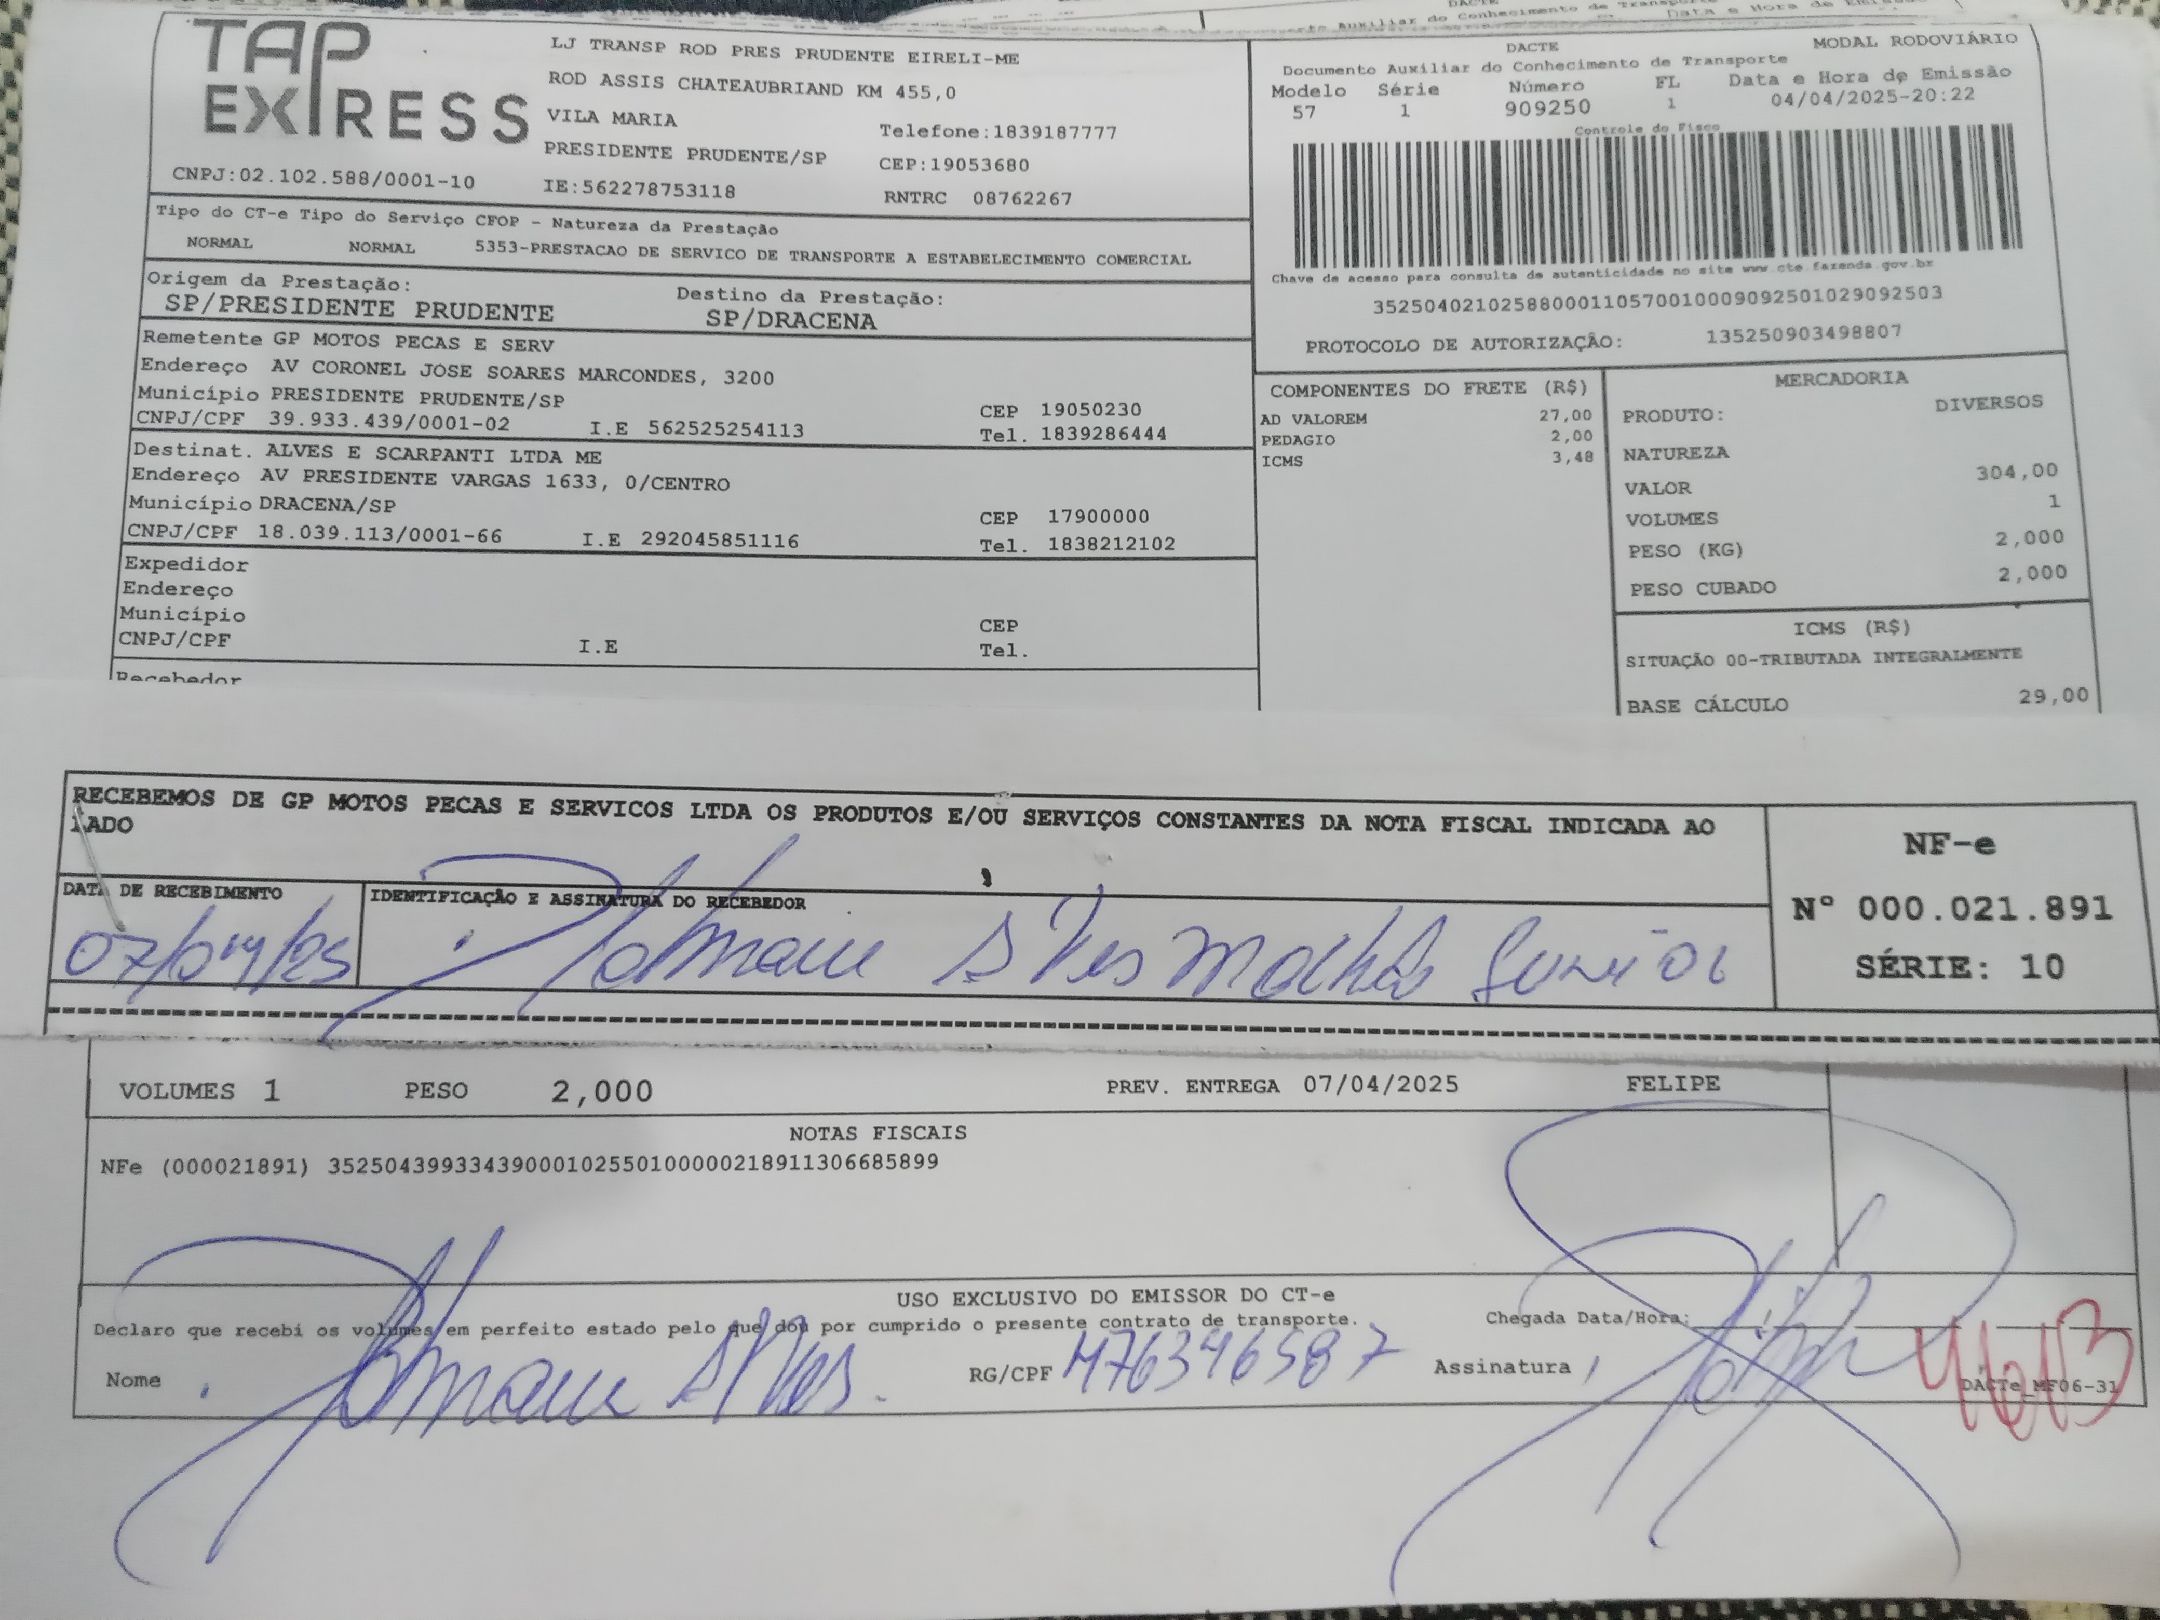 TAP EXPRESS
CNPJ:02.102.588/0001-10
LJ TRANSP ROD PRES PRUDENTE EIRELI-ME
ROD ASSIS CHATEAUBRIAND KM 455,0
VILA MARIA
Telefone:1839187777
PRESIDENTE PRUDENTE/SP
CEP:19053680
IE:562278753118
RNTRC 08762267
DACTE
MODAL RODOVIÁRIO
Documento Auxiliar do Conhecimento de Transporte
Modelo Série Número FL Data e Hora de Emissão
57 1 909250 1 04/04/2025-20:22
Controle do Fisco
Chave de acesso para consulta de autenticidade no site www.cte.fazenda.gov.br
35250402102588000110570010009092501029092503
PROTOCOLO DE AUTORIZAÇÃO: 135250903498807
Tipo do CT-e Tipo do Serviço CFOP - Natureza da Prestação
NORMAL NORMAL 5353-PRESTACAO DE SERVICO DE TRANSPORTE A ESTABELECIMENTO COMERCIAL
Origem da Prestação: Destino da Prestação:
SP/PRESIDENTE PRUDENTE SP/DRACENA
Remetente GP MOTOS PECAS E SERV
Endereço AV CORONEL JOSE SOARES MARCONDES, 3200
Município PRESIDENTE PRUDENTE/SP CEP 19050230
CNPJ/CPF 39.933.439/0001-02 I.E 562525254113 Tel. 1839286444
Destinat. ALVES E SCARPANTI LTDA ME
Endereço AV PRESIDENTE VARGAS 1633, 0/CENTRO
Município DRACENA/SP CEP 17900000
CNPJ/CPF 18.039.113/0001-66 I.E 292045851116 Tel. 1838212102
Expedidor
Endereço
Município CEP
CNPJ/CPF I.E Tel.
Recebedor
COMPONENTES DO FRETE (R$)
AD VALOREM 27,00
PEDAGIO 2,00
ICMS 3,48
MERCADORIA
PRODUTO: DIVERSOS
NATUREZA
VALOR 304,00
VOLUMES 1
PESO (KG) 2,000
PESO CUBADO 2,000
ICMS (R$)
SITUAÇÃO 00-TRIBUTADA INTEGRALMENTE
BASE CÁLCULO 29,00
RECEBEMOS DE GP MOTOS PECAS E SERVICOS LTDA OS PRODUTOS E/OU SERVIÇOS CONSTANTES DA NOTA FISCAL INDICADA AO
LADO
DATA DE RECEBIMENTO IDENTIFICAÇÃO E ASSINATURA DO RECEBEDOR
07/04/25
NF-e
Nº 000.021.891
SÉRIE: 10
VOLUMES 1 PESO 2,000 PREV. ENTREGA 07/04/2025 FELIPE
NOTAS FISCAIS
NFe (000021891) 35250439933439000102550100000218911306685899
USO EXCLUSIVO DO EMISSOR DO CT-e
Declaro que recebi os volumes em perfeito estado pelo que dou por cumprido o presente contrato de transporte. Chegada Data/Hora:
Nome RG/CPF 476346587 Assinatura
DACTe_MF06-31